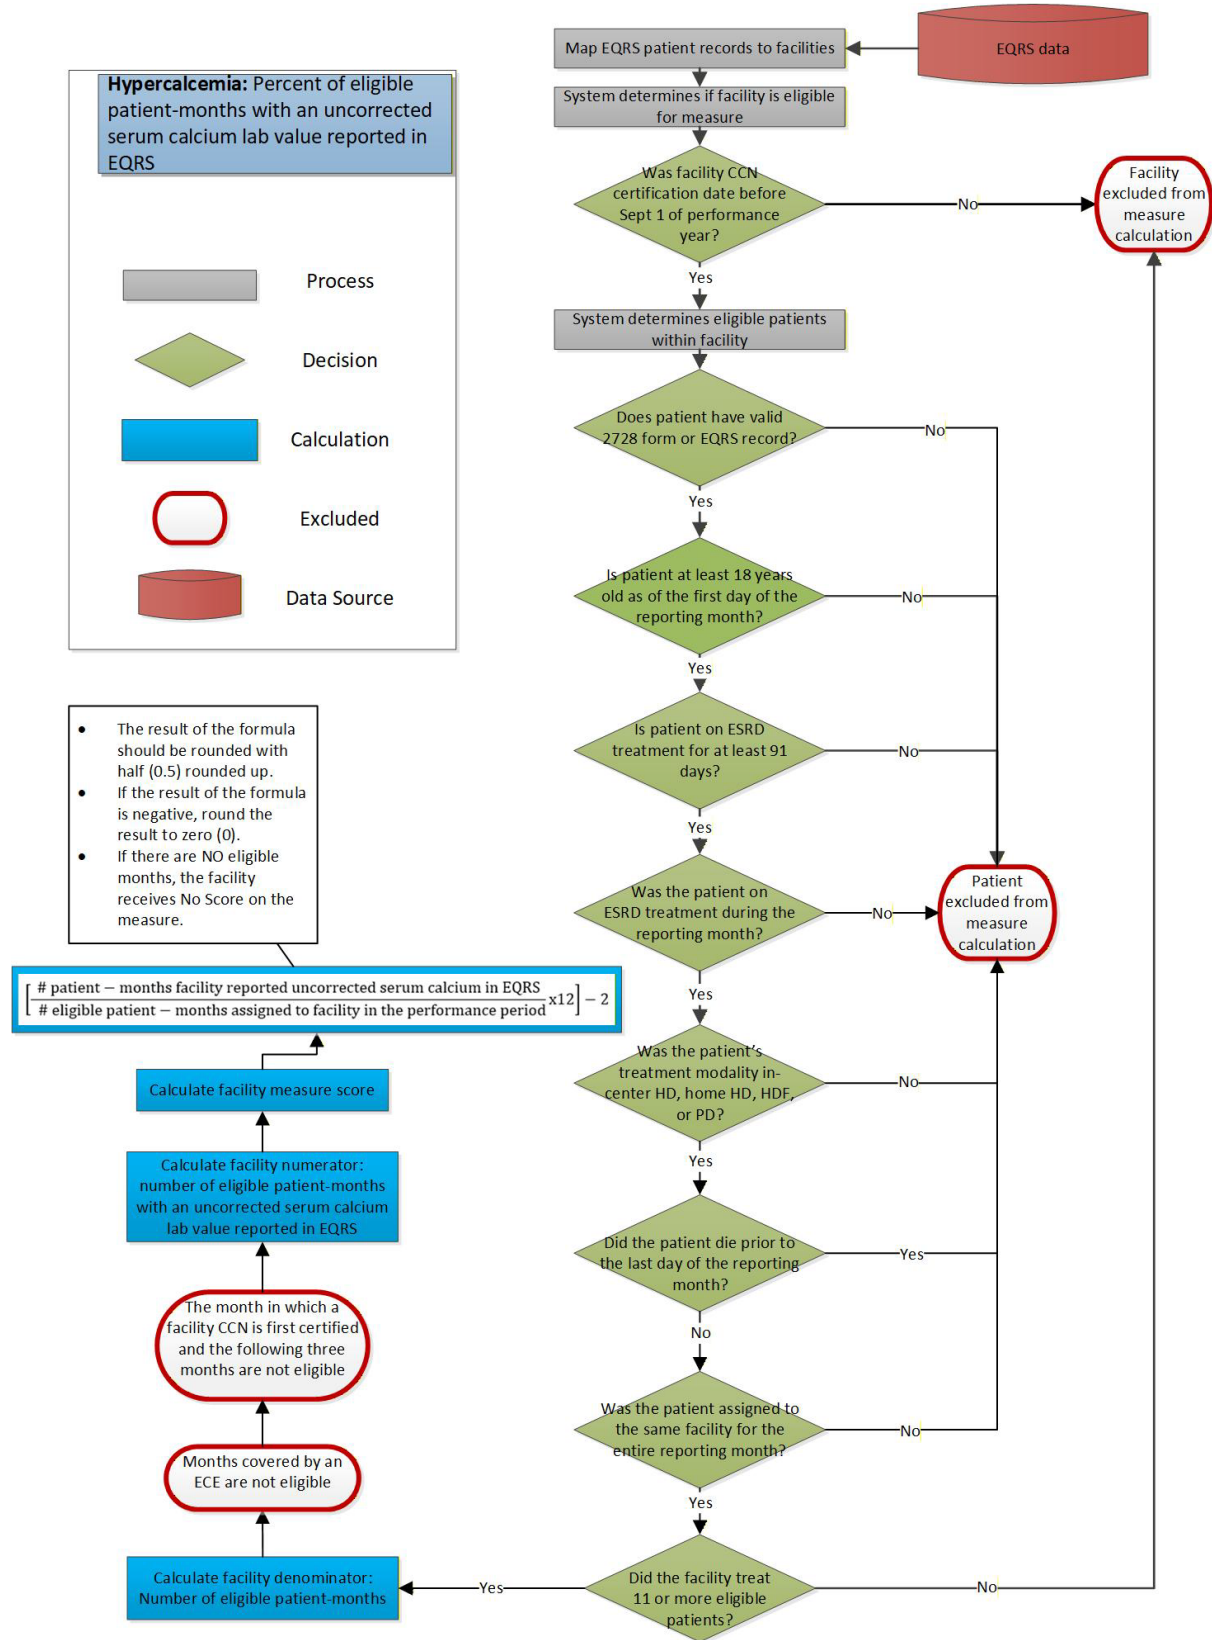 Hypercalcemia: Percent of eligible
patient-months with an uncorrected
serum calcium lab value reported in
EQRS
Process
Decision
Calculation
Excluded
Data Source
Map EQRS patient records to facilities
EQRS data
System determines if facility is eligible
for measure
Was facility CCN
certification date before
Sept 1 of performance
year?
No
Facility
excluded from
measure
calculation
Yes
System determines eligible patients
within facility
Does patient have valid
2728 form or EQRS record?
No
Yes
Is patient at least 18 years
old as of the first day of the
reporting month?
No
Yes
Is patient on ESRD
treatment for at least 91
days?
No
Yes
Was the patient on
ESRD treatment during the
reporting month?
No
Patient
excluded from
measure
calculation
Yes
Was the patient's
treatment modality in-
center HD, home HD, HDF,
or PD?
No
Yes
Did the patient die prior to
the last day of the reporting
month?
Yes
No
Was the patient assigned to
the same facility for the
entire reporting month?
No
Yes
Did the facility treat
11 or more eligible
patients?
No
Yes
Calculate facility denominator:
Number of eligible patient-months
Months covered by an
ECE are not eligible
The month in which a
facility CCN is first certified
and the following three
months are not eligible
Calculate facility numerator:
number of eligible patient-months
with an uncorrected serum calcium
lab value reported in EQRS
Calculate facility measure score
[# patient − months facility reported uncorrected serum calcium in EQRS
# eligible patient − months assigned to facility in the performance period x12] − 2
• The result of the formula
should be rounded with
half (0.5) rounded up.
• If the result of the formula
is negative, round the
result to zero (0).
• If there are NO eligible
months, the facility
receives No Score on the
measure.